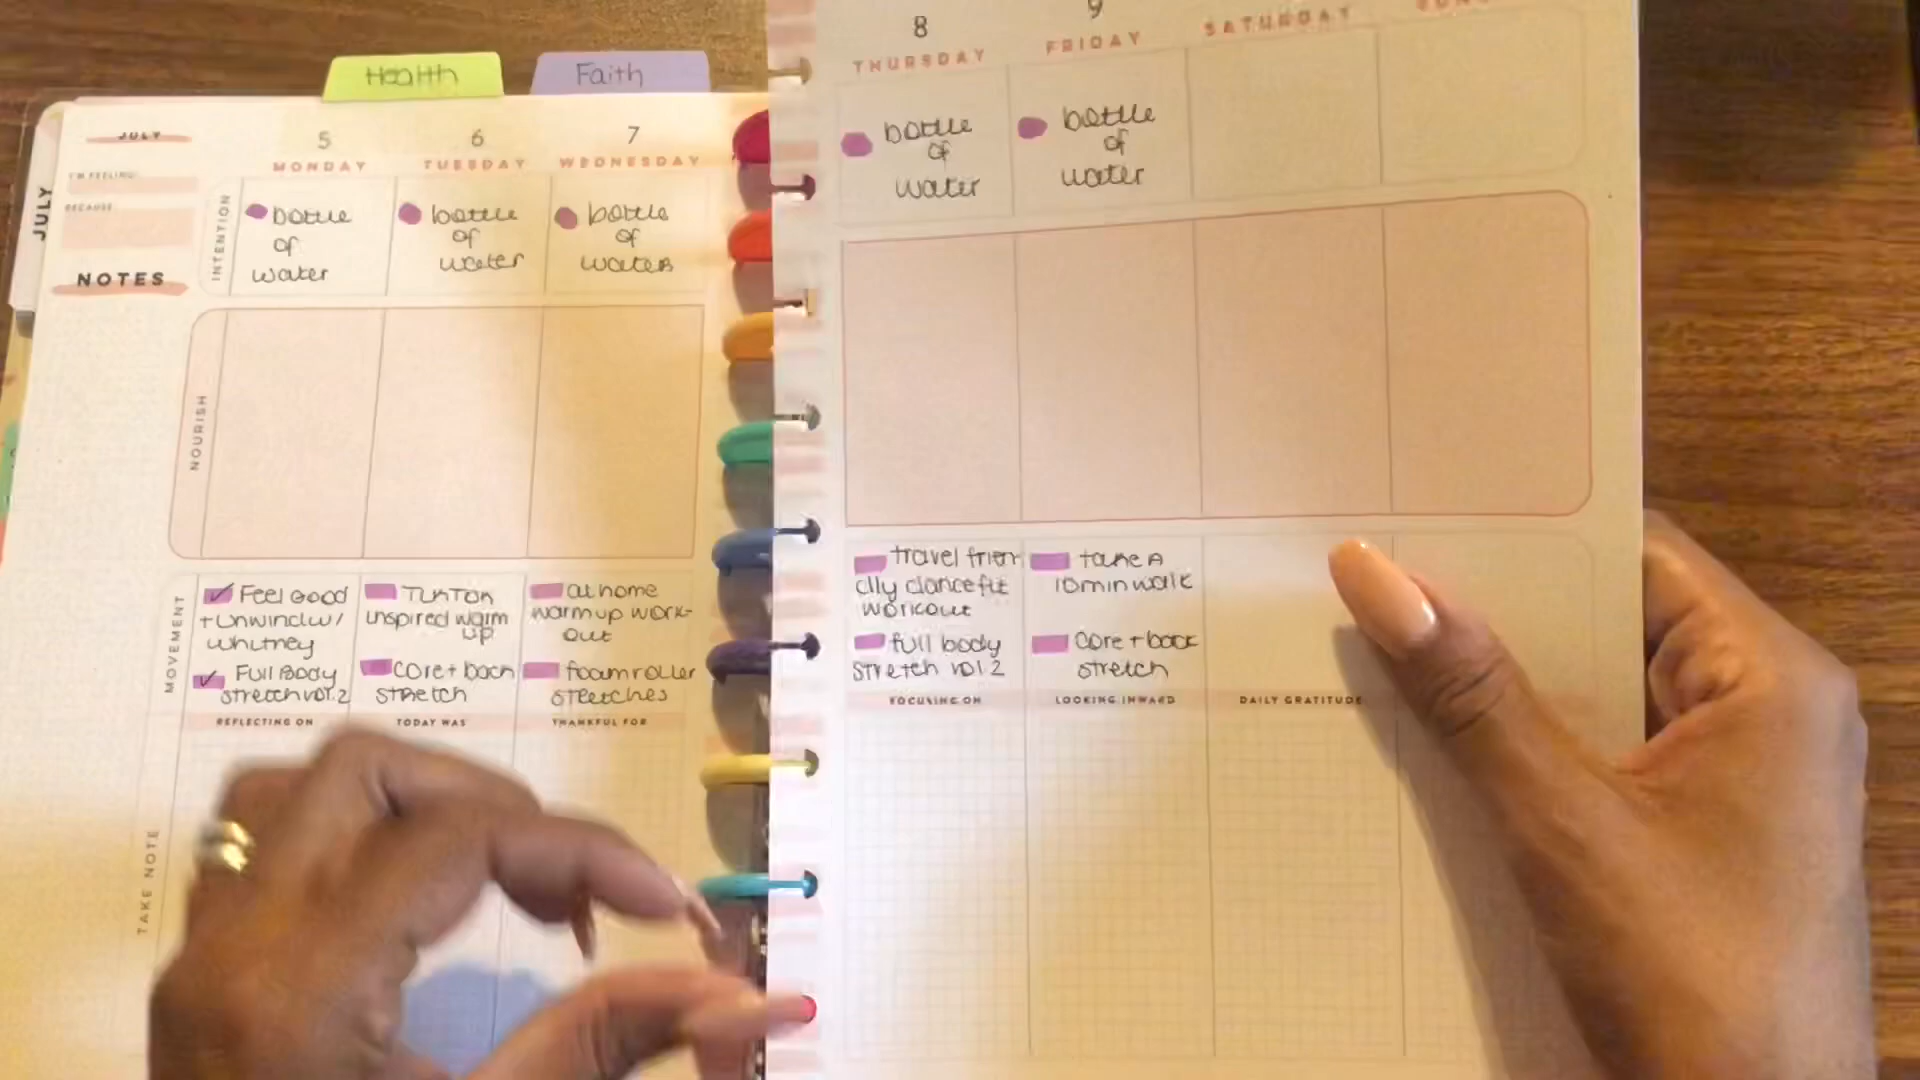 Health
Faith
JULY
JULY
I'M FEELING:
BECAUSE:
NOTES
5
MONDAY
6
TUESDAY
7
WEDNESDAY
INTENTION
bottle
of
water
bottle
of
water
bottle
of
water
NOURISH
MOVEMENT
Feel Good
+ Unwind w/
Whitney
Full Body
stretch vol. 2
TikTok
inspired warm
up
core + back
stretch
at home
warmup work-
out
foam roller
stretches
REFLECTING ON
TODAY WAS
THANKFUL FOR
TAKE NOTE
8
THURSDAY
9
FRIDAY
SATURDAY
bottle
of
water
bottle
of
water
travel frien
dly dance fit
workout
full body
stretch vol 2
take A
10 min walk
core + back
stretch
FOCUSING ON
LOOKING INWARD
DAILY GRATITUDE